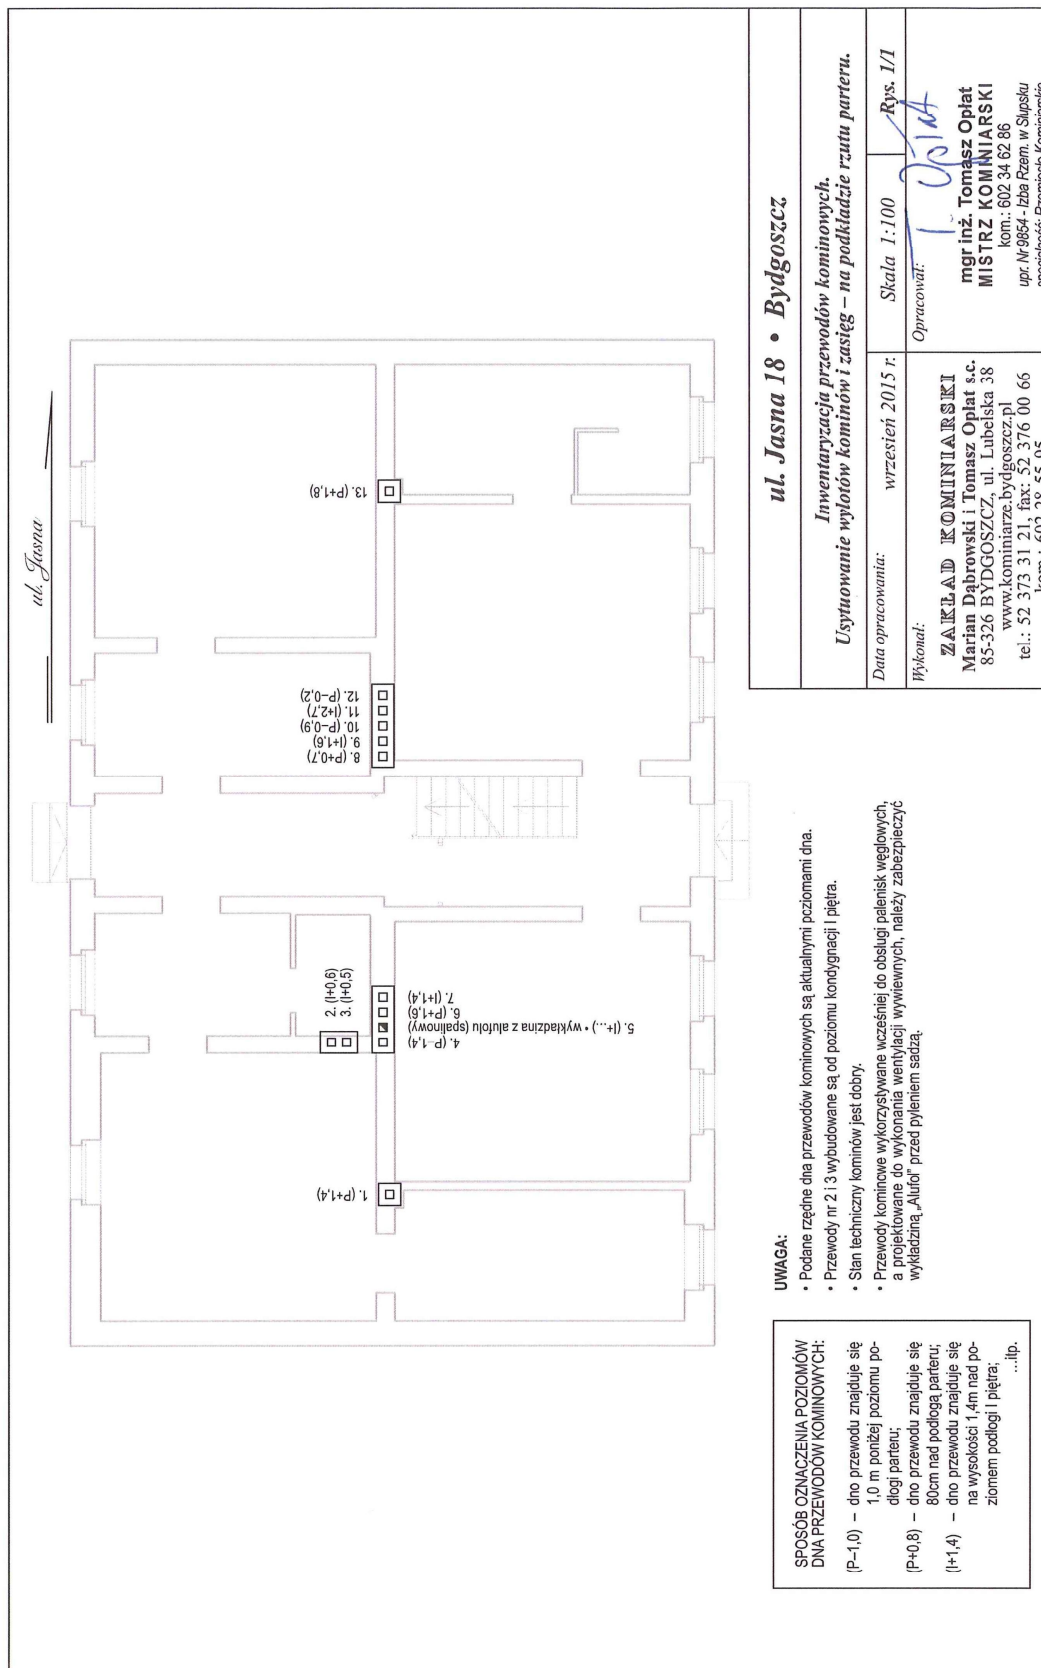 ul. Jasna
1. (P+1,4)
2. (I+0,6)
3. (I+0,5)
4. (P-1,4)
5. (I+...) • wykładzina z alufolu (spalinowy)
6. (P+1,6)
7. (I+1,4)
8. (P+0,7)
9. (I+1,6)
10. (P-0,9)
11. (I+2,7)
12. (P-0,2)
13. (P+1,8)
SPOSÓB OZNACZENIA POZIOMÓW
DNA PRZEWODÓW KOMINOWYCH:
(P–1,0) – dno przewodu znajduje się
1,0 m poniżej poziomu po-
dłogi parteru;
(P+0,8) – dno przewodu znajduje się
80cm nad podłogą parteru;
(I+1,4) – dno przewodu znajduje się
na wysokości 1,4m nad po-
ziomem podłogi I piętra;
...itp.
UWAGA:
• Podane rzędne dna przewodów kominowych są aktualnymi poziomami dna.
• Przewody nr 2 i 3 wybudowane są od poziomu kondygnacji I piętra.
• Stan techniczny kominów jest dobry.
• Przewody kominowe wykorzystywane wcześniej do obsługi palenisk węglowych,
a projektowane do wykonania wentylacji wywiewnych, należy zabezpieczyć
wykładziną „Alufol” przed pyleniem sadzą.
ul. Jasna 18 • Bydgoszcz
Inwentaryzacja przewodów kominowych.
Usytuowanie wylotów kominów i zasięg – na podkładzie rzutu parteru.
Data opracowania: wrzesień 2015 r. Skala 1:100 Rys. 1/1
Wykonał: Opracował:
ZAKŁAD KOMINIARSKI
Marian Dąbrowski i Tomasz Opłat s.c.
85-326 BYDGOSZCZ, ul. Lubelska 38
www.kominiarze.bydgoszcz.pl
tel.: 52 373 31 21, fax: 52 376 00 66
kom.: 602 28 55 95
T. Opłat
mgr inż. Tomasz Opłat
MISTRZ KOMINIARSKI
kom.: 602 34 62 86
upr. Nr 9854 - Izba Rzem. w Słupsku
specjalność: Rzemiosło Kominiarskie